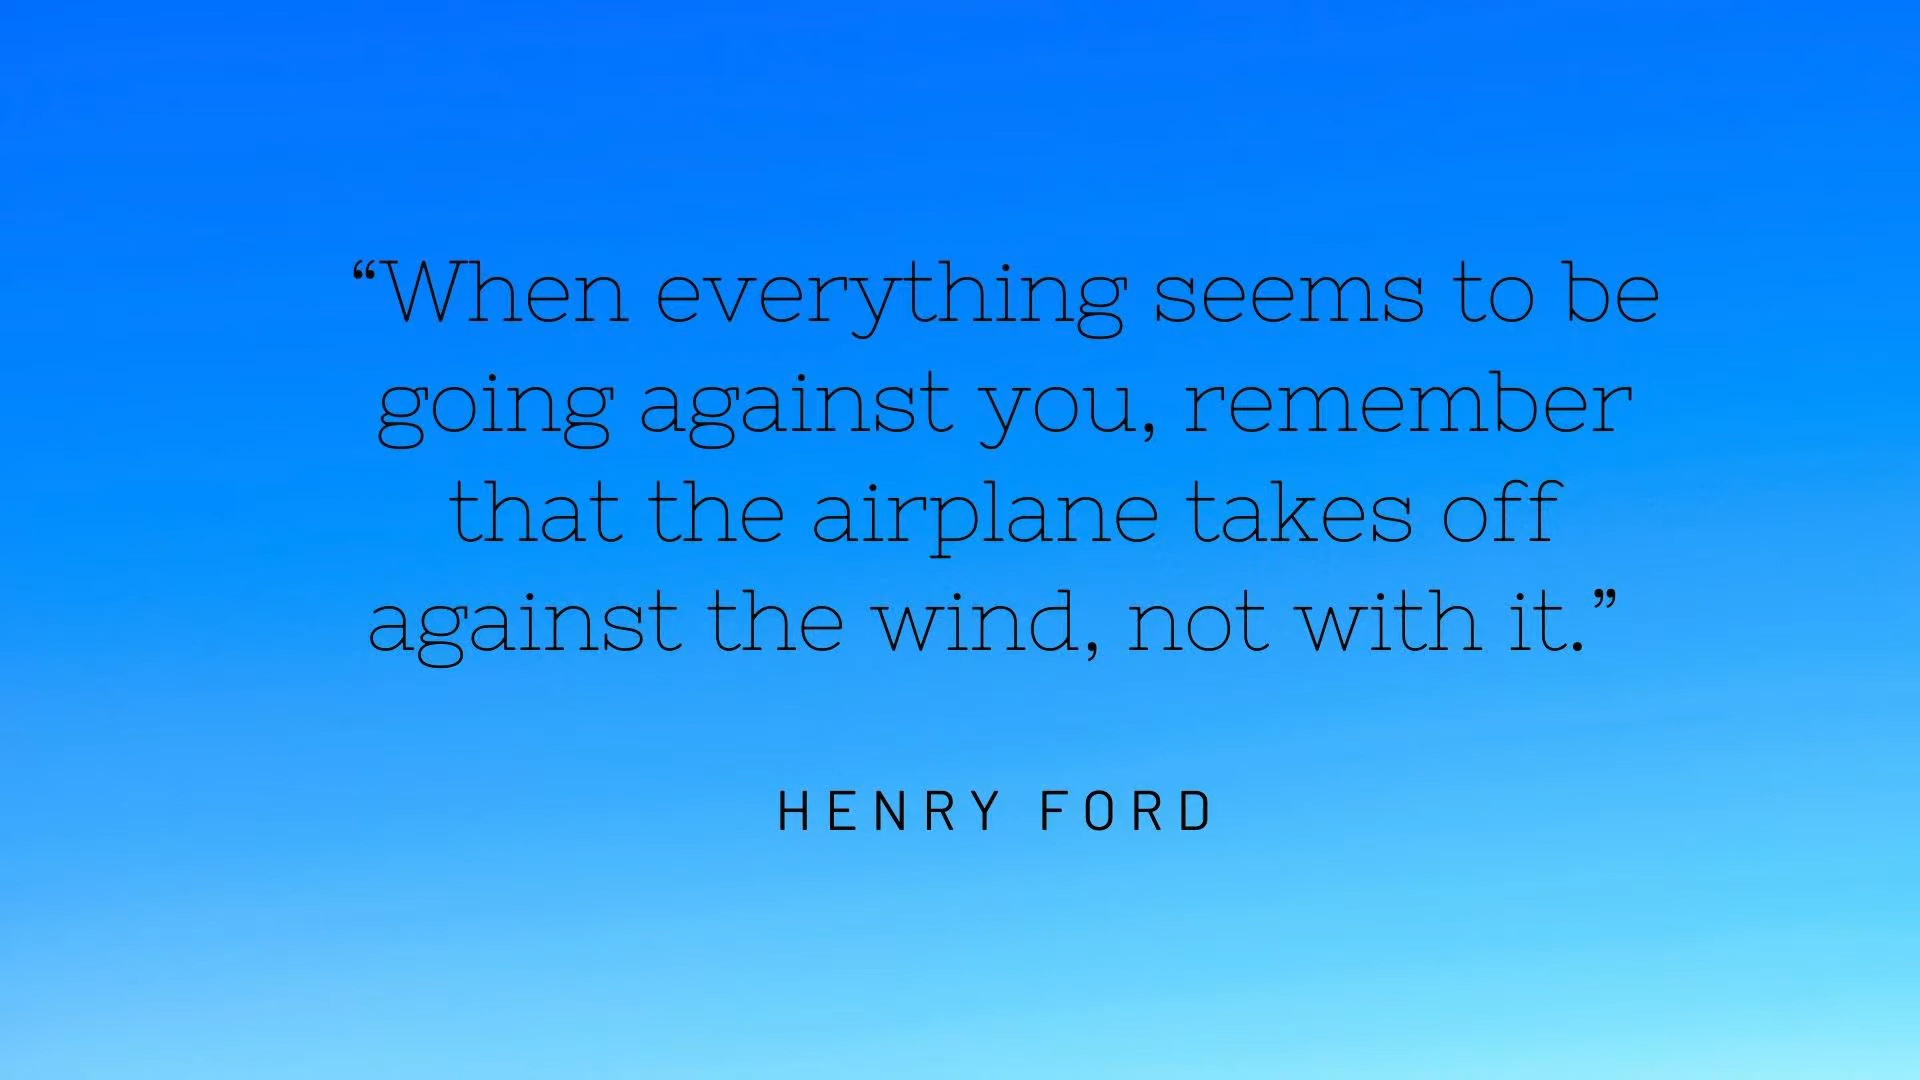 “When everything seems to be
going against you, remember
that the airplane takes off
against the wind, not with it.”
HENRY FORD